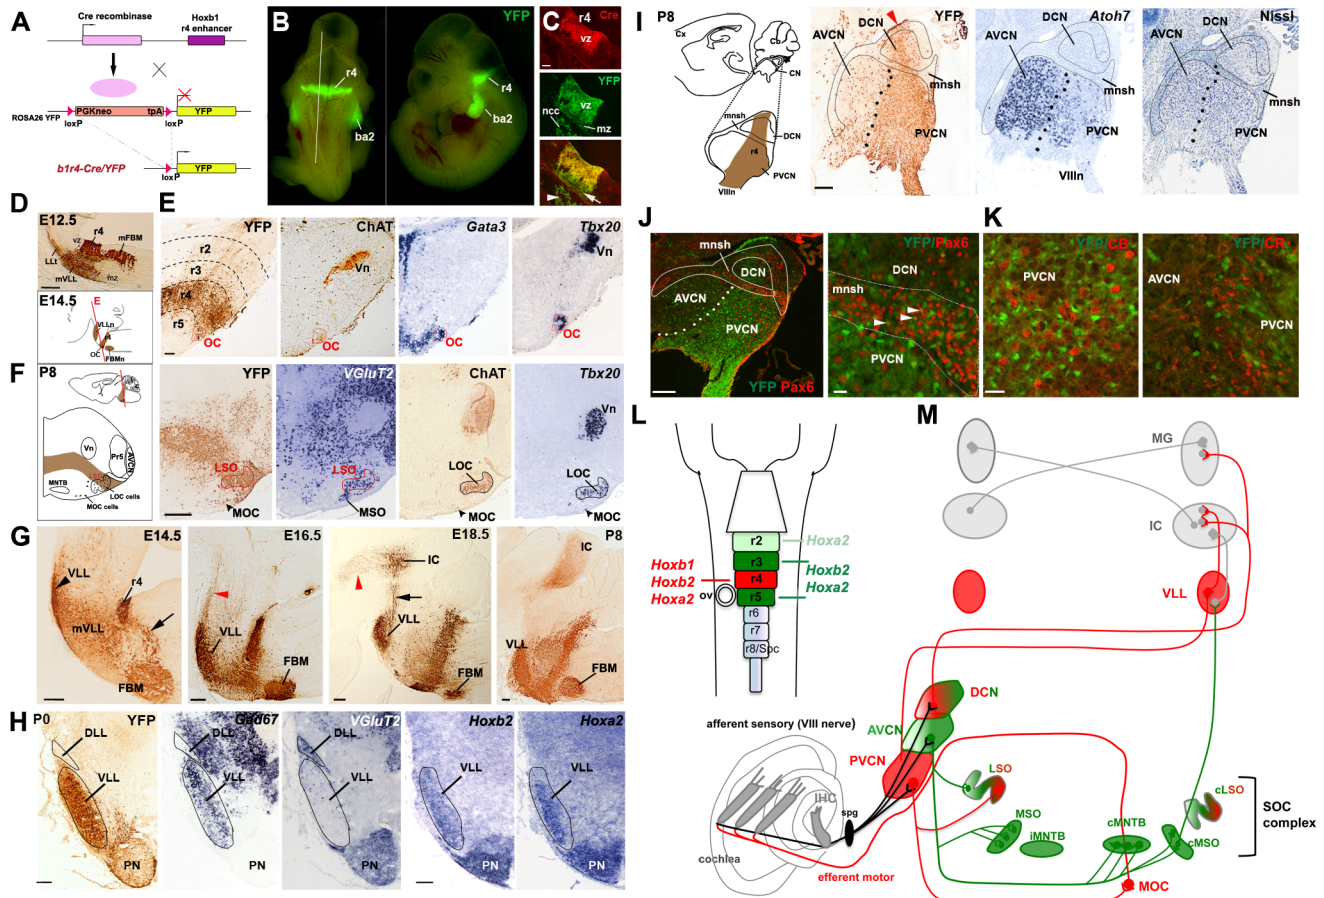 A
Cre recombinase
Hoxb1
r4 enhancer
PGKneo
tpA
YFP
ROSA26 YFP
loxP
loxP
b1r4-Cre/YFP
loxP
YFP
B
YFP
r4
ba2
r4
ba2
C
r4
Cre
vz
YFP
vz
ncc
mz
D
E12.5
r4
vz
mFBM
LLt
mVLL
mz
E14.5
E
VLLn
r4
OC
FBMn
E
YFP
r2
r3
r4
r5
OC
ChAT
Vn
OC
Gata3
OC
Tbx20
Vn
OC
F
P8
Vn
Pr5
AVCN
MNTB
LOC cells
MOC cells
YFP
LSO
MOC
VGluT2
LSO
MSO
ChAT
LOC
MOC
Tbx20
Vn
LOC
MOC
G
E14.5
VLL
r4
mVLL
FBM
E16.5
VLL
FBM
E18.5
IC
VLL
FBM
P8
IC
VLL
FBM
H
P0
YFP
DLL
VLL
PN
Gad67
VLL
VGluT2
DLL
VLL
PN
Hoxb2
VLL
PN
Hoxa2
VLL
PN
I
P8
Cx
Cb
CN
mnsh
DCN
r4
PVCN
VIIIn
YFP
DCN
AVCN
mnsh
PVCN
Atoh7
DCN
AVCN
mnsh
PVCN
VIIIn
Nissl
mnsh
PVCN
J
mnsh
DCN
AVCN
PVCN
YFP Pax6
YFP/Pax6
DCN
mnsh
PVCN
K
YFP/CB
PVCN
YFP/CR
AVCN
PVCN
L
r2
Hoxa2
r3
Hoxb1
Hoxb2
Hoxb2
r4
Hoxa2
Hoxa2
r5
ov
r6
r7
r8/Spc
M
MG
IC
VLL
DCN
AVCN
PVCN
afferent sensory (VIII nerve)
IHC
spg
cochlea
efferent motor
LSO
MSO
iMNTB
cMNTB
cLSO
cMSO
SOC
complex
MOC